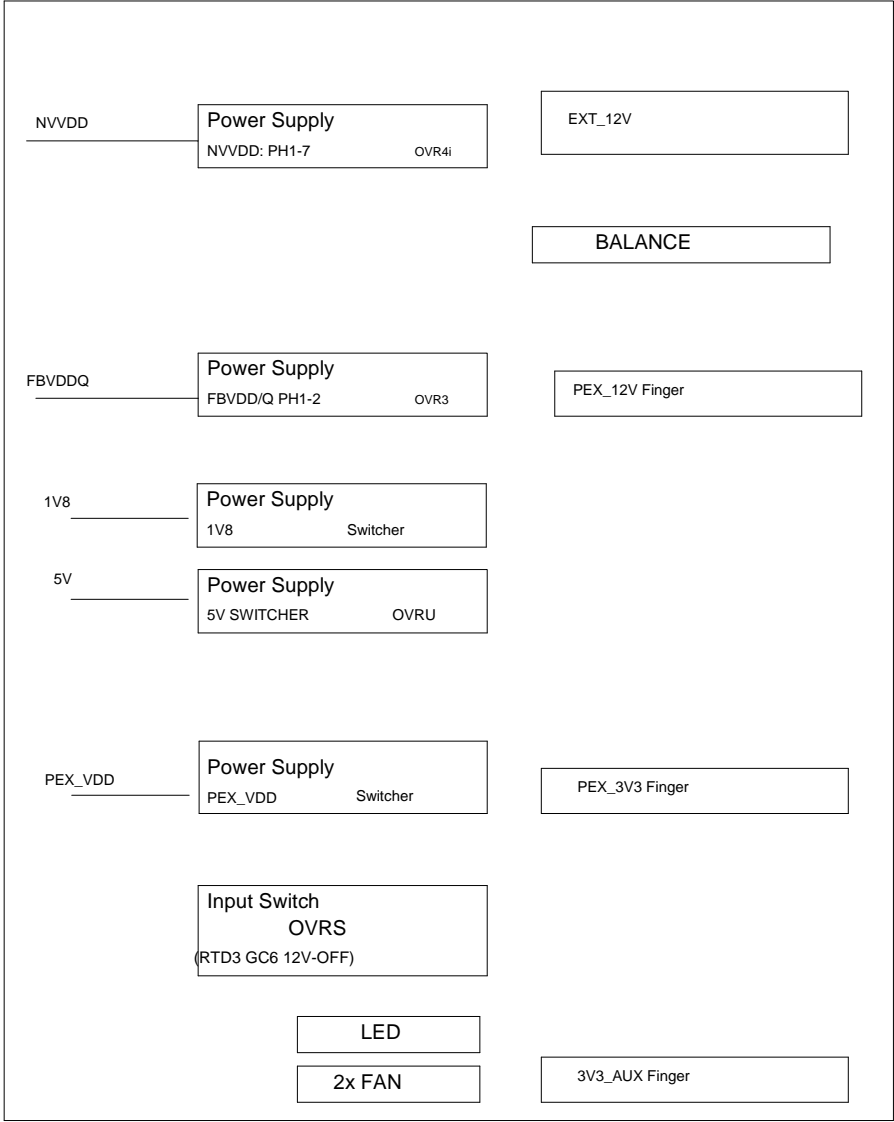 NVVDD
Power Supply
NVVDD: PH1-7 OVR4i
EXT_12V
BALANCE
FBVDDQ
Power Supply
FBVDD/Q PH1-2 OVR3
PEX_12V Finger
1V8
Power Supply
1V8 Switcher
5V
Power Supply
5V SWITCHER OVRU
PEX_VDD
Power Supply
PEX_VDD Switcher
PEX_3V3 Finger
Input Switch
OVRS
(RTD3 GC6 12V-OFF)
LED
2x FAN
3V3_AUX Finger